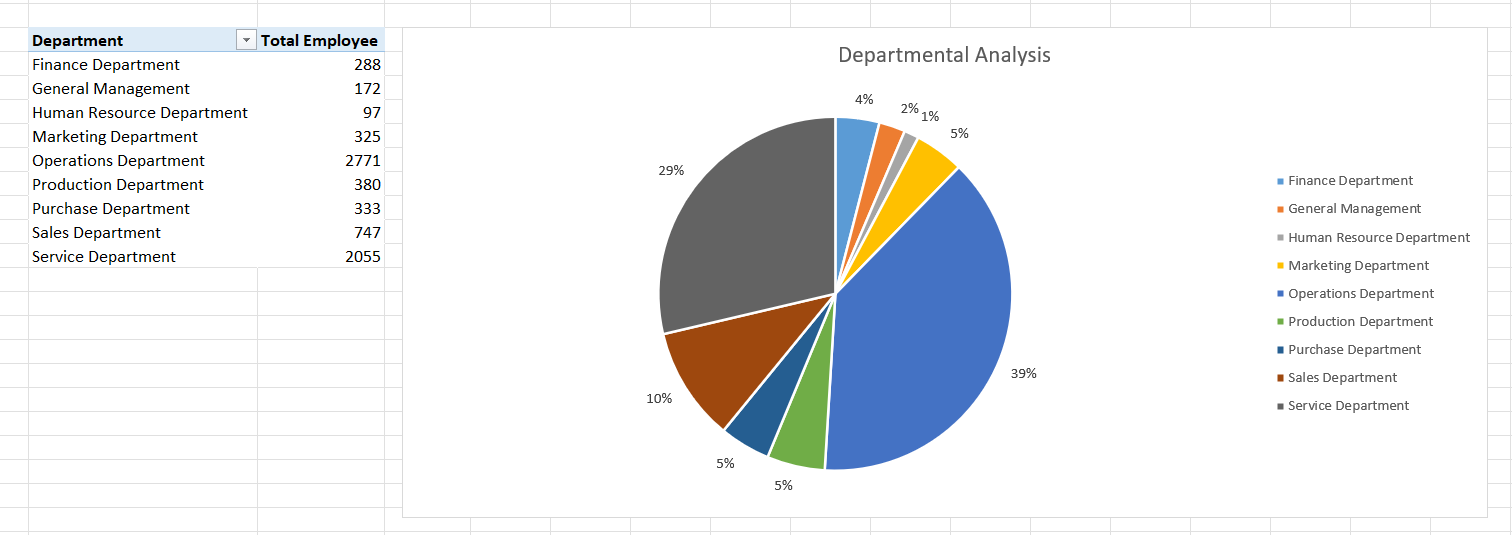 Department Total Employee
Finance Department 288
General Management 172
Human Resource Department 97
Marketing Department 325
Operations Department 2771
Production Department 380
Purchase Department 333
Sales Department 747
Service Department 2055
Departmental Analysis
4%
2%
1%
5%
29%
39%
10%
5%
5%
Finance Department
General Management
Human Resource Department
Marketing Department
Operations Department
Production Department
Purchase Department
Sales Department
Service Department